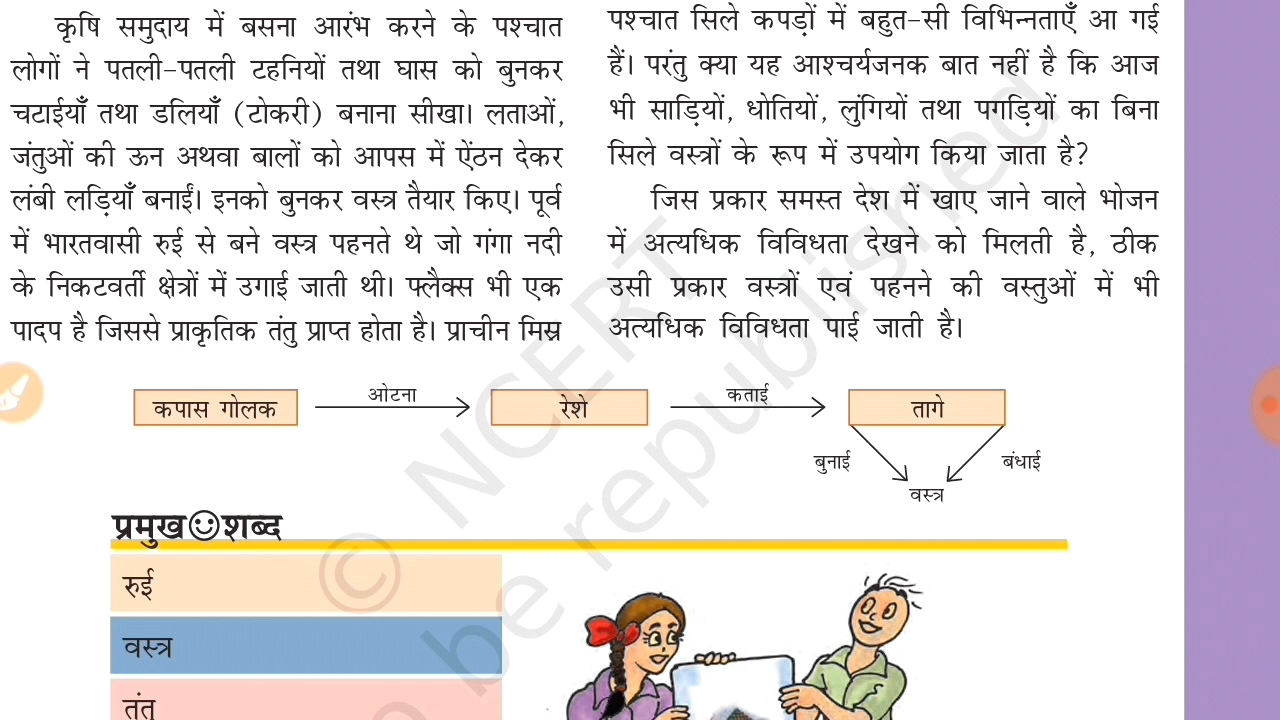 कृषि समुदाय में बसना आरंभ करने के पश्चात
लोगों ने पतली-पतली टहनियों तथा घास को बुनकर
चटाईयाँ तथा डलियाँ (टोकरी) बनाना सीखा। लताओं,
जंतुओं की ऊन अथवा बालों को आपस में ऐंठन देकर
लंबी लड़ियाँ बनाईं। इनको बुनकर वस्त्र तैयार किए। पूर्व
में भारतवासी रुई से बने वस्त्र पहनते थे जो गंगा नदी
के निकटवर्ती क्षेत्रों में उगाई जाती थी। फ्लैक्स भी एक
पादप है जिससे प्राकृतिक तंतु प्राप्त होता है। प्राचीन मिस्र
पश्चात सिले कपड़ों में बहुत-सी विभिन्नताएँ आ गई
हैं। परंतु क्या यह आश्चर्यजनक बात नहीं है कि आज
भी साड़ियों, धोतियों, लुंगियों तथा पगड़ियों का बिना
सिले वस्त्रों के रूप में उपयोग किया जाता है?
जिस प्रकार समस्त देश में खाए जाने वाले भोजन
में अत्यधिक विविधता देखने को मिलती है, ठीक
उसी प्रकार वस्त्रों एवं पहनने की वस्तुओं में भी
अत्यधिक विविधता पाई जाती है।
कपास गोलक ओटना रेशे कताई तागे
बुनाई बंधाई
वस्त्र
प्रमुख शब्द
रुई
वस्त्र
तंतु
© NCERT
be republished